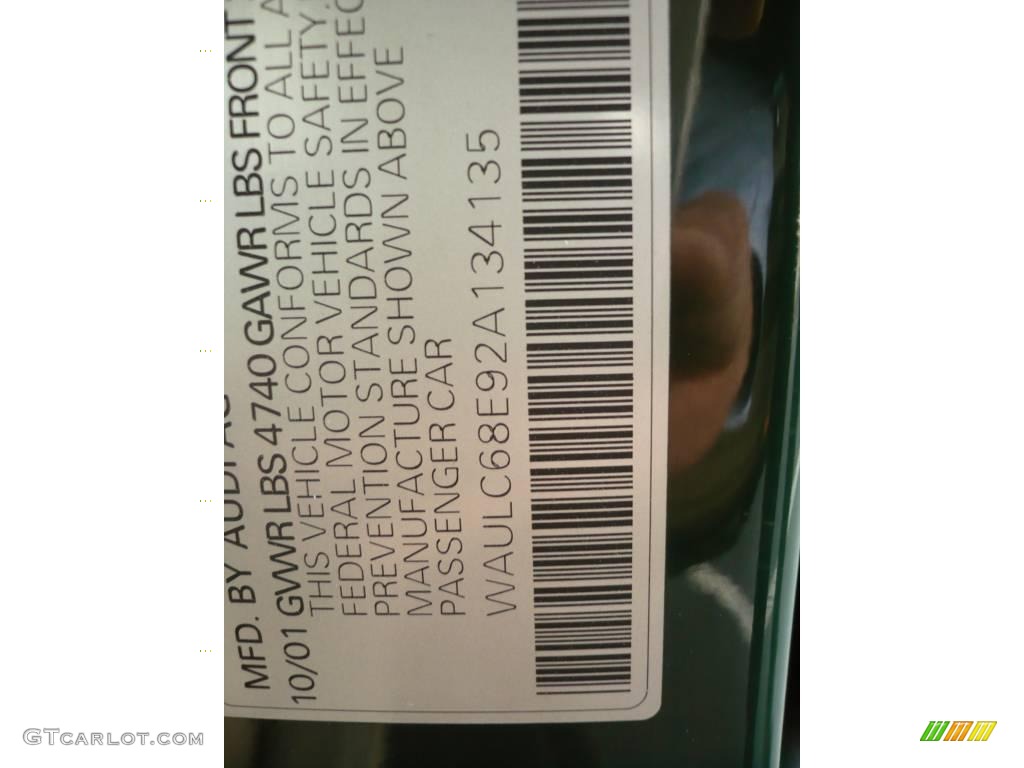 MFD. BY AUDI AG
10/01 GVWR LBS 4740 GAWR LBS FRONT
THIS VEHICLE CONFORMS TO ALL A
FEDERAL MOTOR VEHICLE SAFETY
PREVENTION STANDARDS IN EFFEC
MANUFACTURE SHOWN ABOVE
PASSENGER CAR
WAULC68E92A134135
GTCARLOT.COM